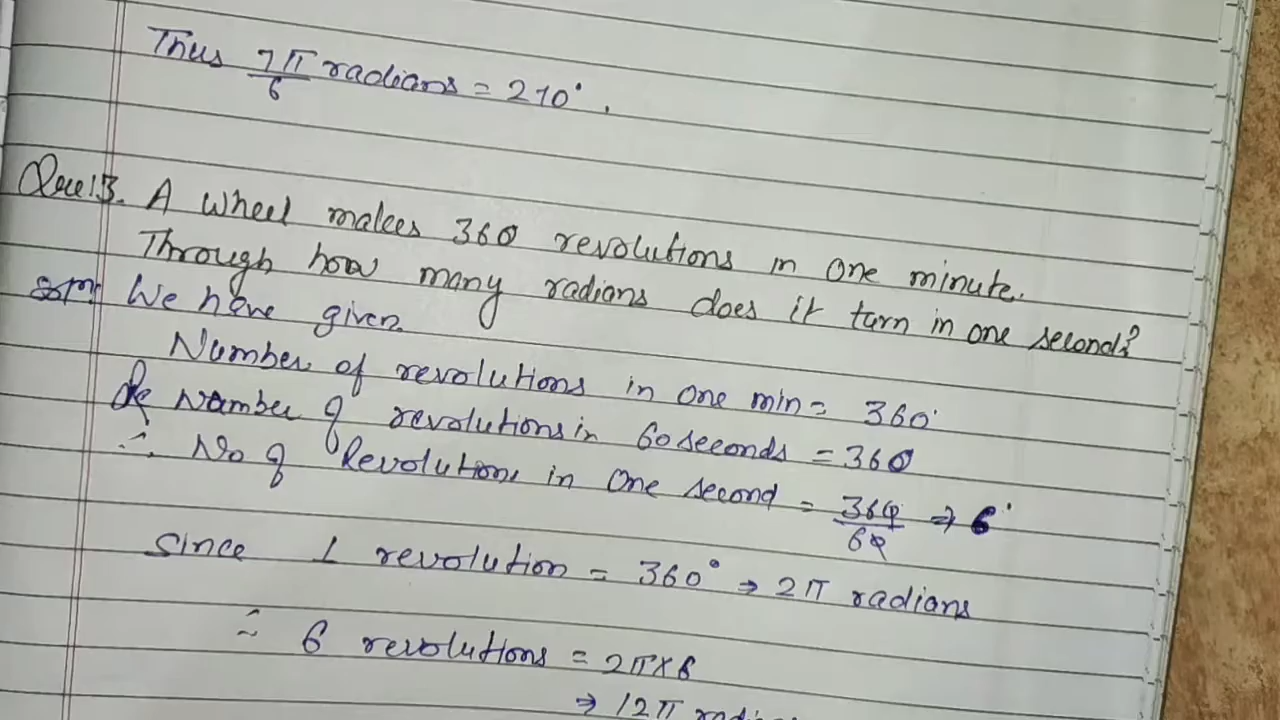 Thus 7π/6 radians = 210°.
Que:3. A wheel makes 360 revolutions in one minute.
Through how many radians does it turn in one second?
Solⁿ: We have given
Number of revolutions in one min = 360
Number of revolutions in 60 seconds = 360
∴ No of Revolutions in one second = 360/60 ⇒ 6
Since 1 revolution = 360° → 2π radians
∴ 6 revolutions = 2π×6
→ 12π radi